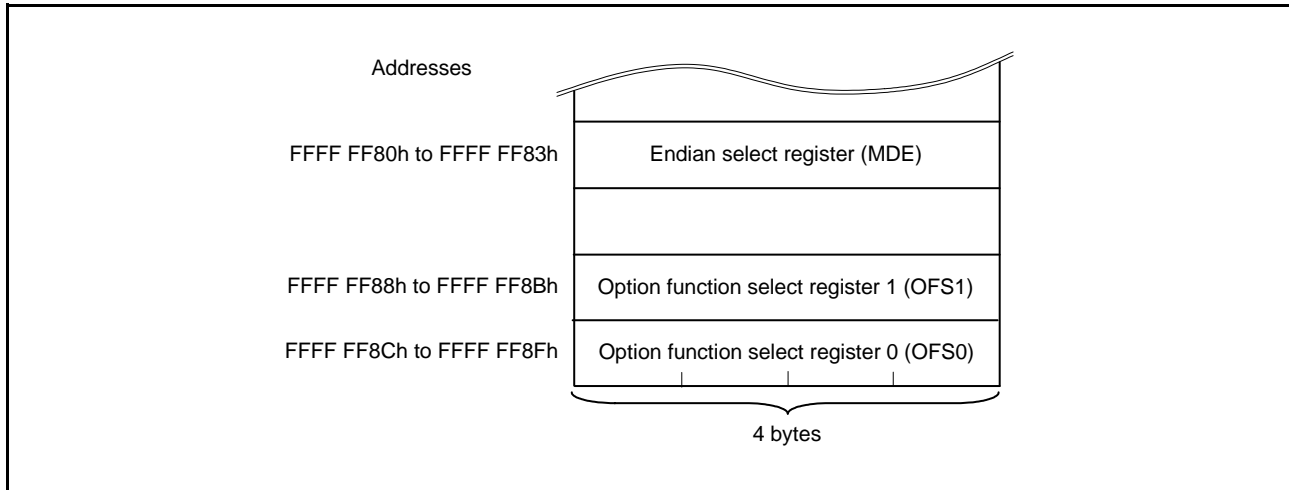 Addresses
FFFF FF80h to FFFF FF83h
Endian select register (MDE)
FFFF FF88h to FFFF FF8Bh
Option function select register 1 (OFS1)
FFFF FF8Ch to FFFF FF8Fh
Option function select register 0 (OFS0)
4 bytes